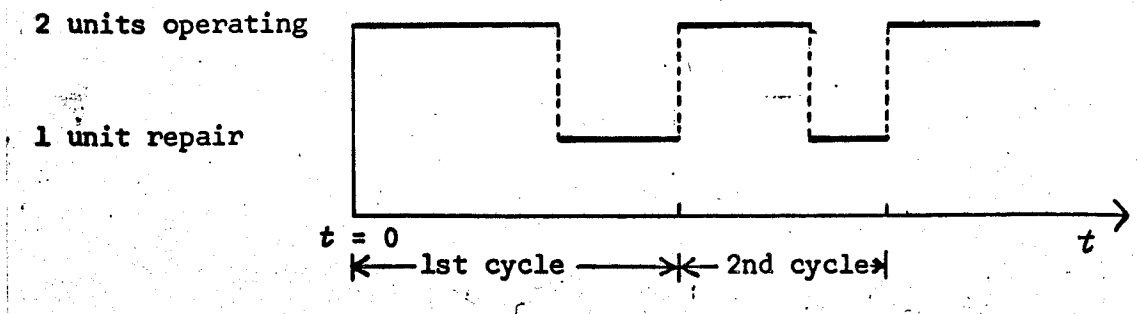 2 units operating
1 unit repair
t = 0
t
1st cycle
2nd cycle